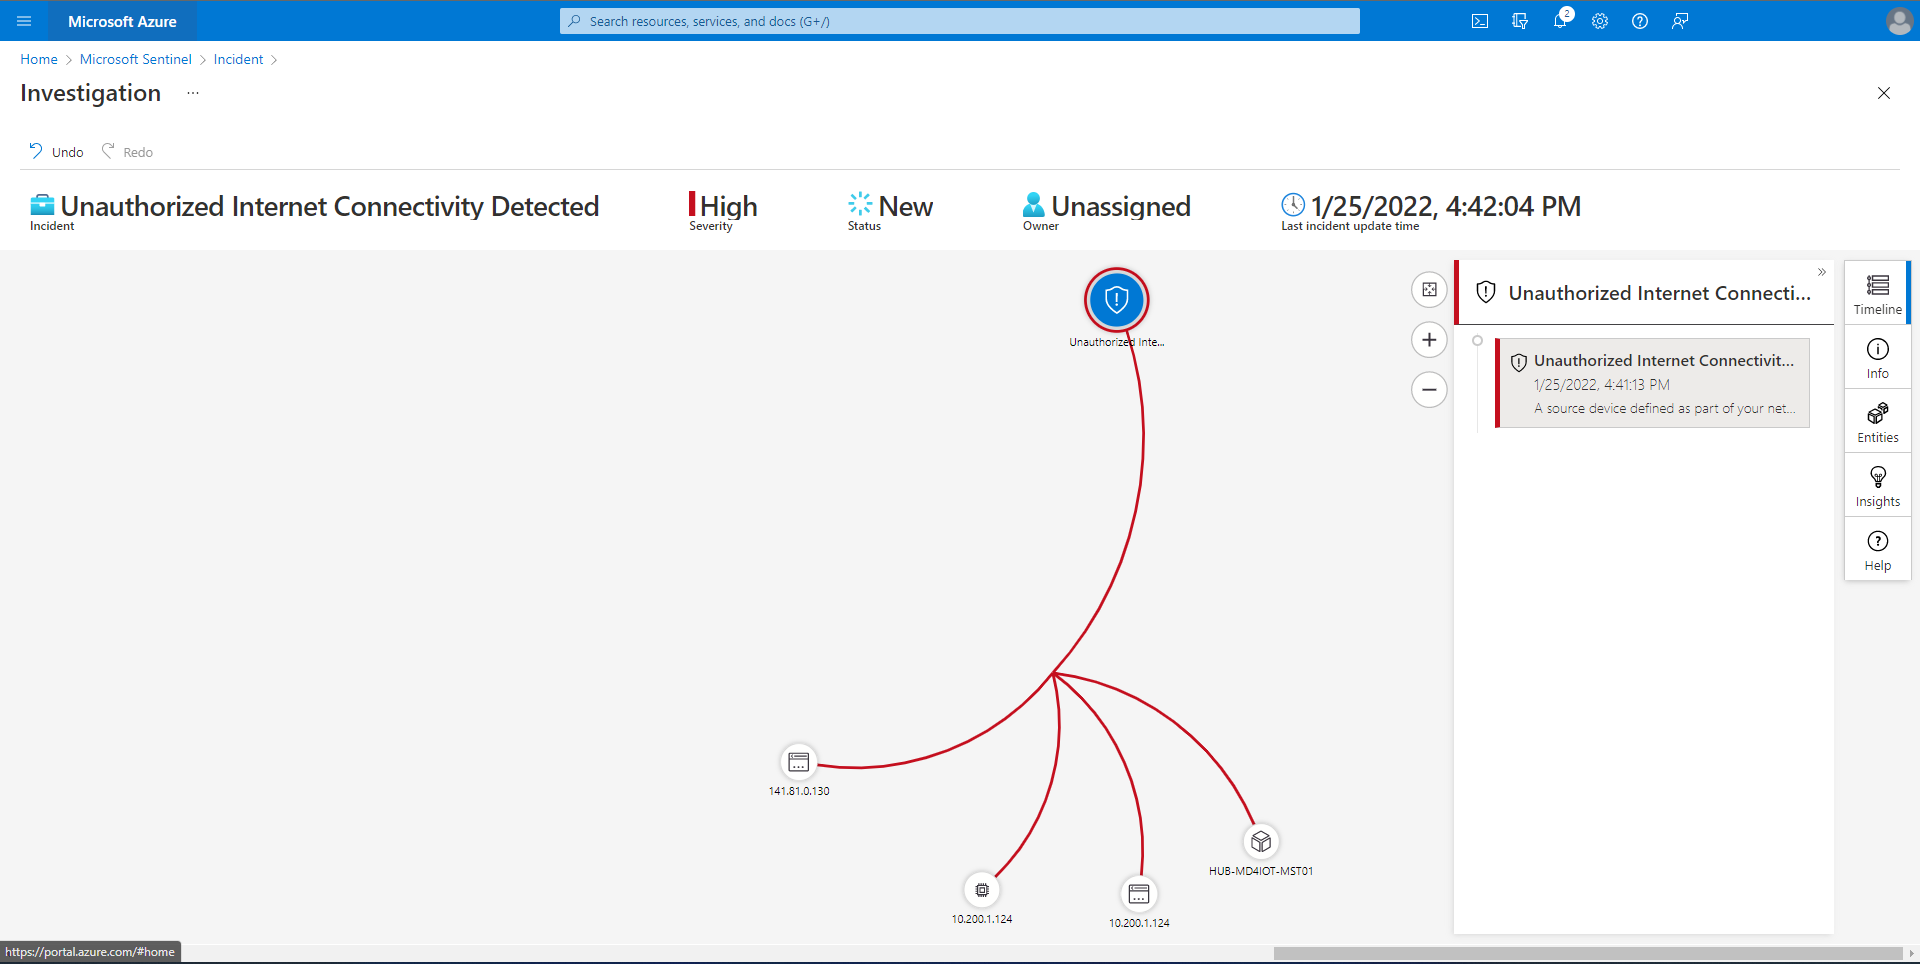 Microsoft Azure
Search resources, services, and docs (G+/)
2
Home > Microsoft Sentinel > Incident >
Investigation ...
Undo Redo
Unauthorized Internet Connectivity Detected
Incident
High
Severity
New
Status
Unassigned
Owner
1/25/2022, 4:42:04 PM
Last incident update time
Unauthorized Inte...
141.81.0.130
10.200.1.124
10.200.1.124
HUB-MD4IOT-MST01
Unauthorized Internet Connecti...
Unauthorized Internet Connectivit...
1/25/2022, 4:41:13 PM
A source device defined as part of your net...
Timeline
Info
Entities
Insights
Help
https://portal.azure.com/#home